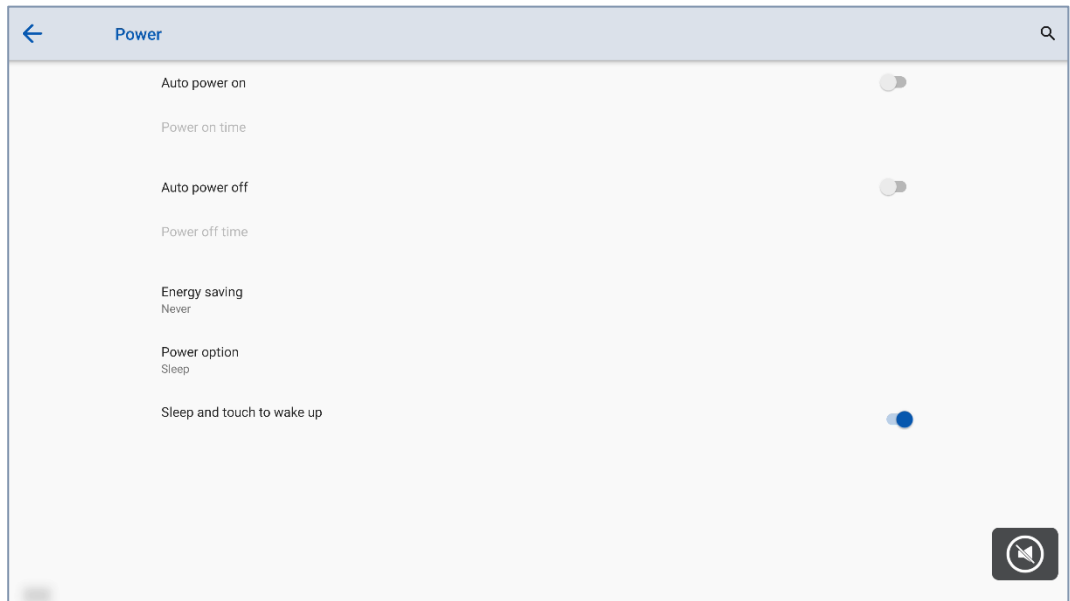 Power
Auto power on
Power on time
Auto power off
Power off time
Energy saving
Never
Power option
Sleep
Sleep and touch to wake up